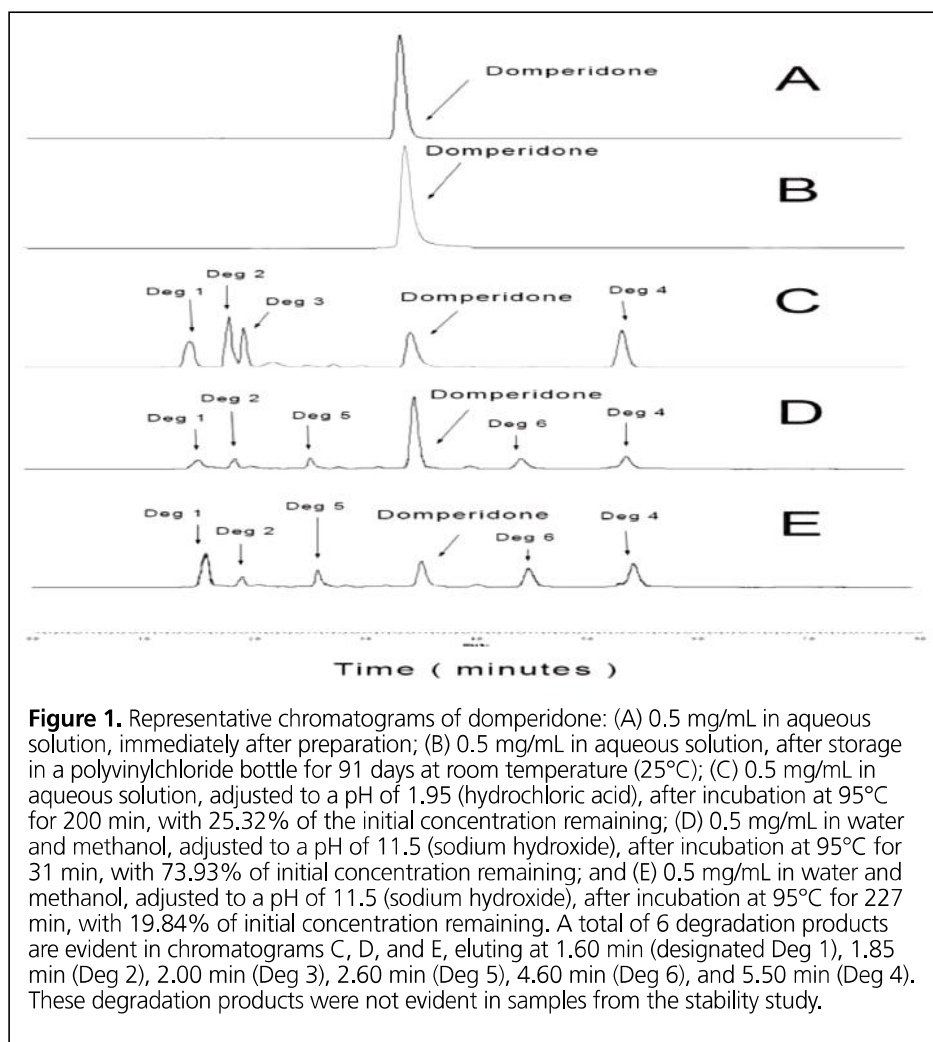 Domperidone
A
Domperidone
B
Deg 1
Deg 2
Deg 3
Domperidone
Deg 4
C
Deg 1
Deg 2
Deg 5
Domperidone
Deg 6
Deg 4
D
Deg 1
Deg 2
Deg 5
Domperidone
Deg 6
Deg 4
E
Time ( minutes )
Figure 1. Representative chromatograms of domperidone: (A) 0.5 mg/mL in aqueous
solution, immediately after preparation; (B) 0.5 mg/mL in aqueous solution, after storage
in a polyvinylchloride bottle for 91 days at room temperature (25°C); (C) 0.5 mg/mL in
aqueous solution, adjusted to a pH of 1.95 (hydrochloric acid), after incubation at 95°C
for 200 min, with 25.32% of the initial concentration remaining; (D) 0.5 mg/mL in water
and methanol, adjusted to a pH of 11.5 (sodium hydroxide), after incubation at 95°C for
31 min, with 73.93% of initial concentration remaining; and (E) 0.5 mg/mL in water and
methanol, adjusted to a pH of 11.5 (sodium hydroxide), after incubation at 95°C for 227
min, with 19.84% of initial concentration remaining. A total of 6 degradation products
are evident in chromatograms C, D, and E, eluting at 1.60 min (designated Deg 1), 1.85
min (Deg 2), 2.00 min (Deg 3), 2.60 min (Deg 5), 4.60 min (Deg 6), and 5.50 min (Deg 4).
These degradation products were not evident in samples from the stability study.